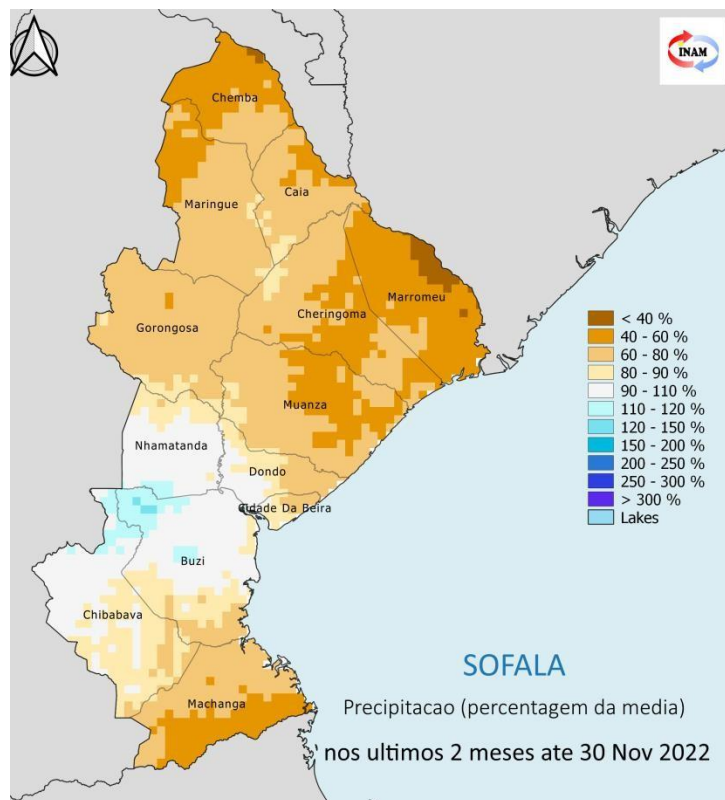 INAM
Chemba
Maringue
Caia
Marromeu
Cheringoma
Gorongosa
Muanza
Nhamatanda
Dondo
Cidade Da Beira
Buzi
Chibabava
Machanga
< 40 %
40 - 60 %
60 - 80 %
80 - 90 %
90 - 110 %
110 - 120 %
120 - 150 %
150 - 200 %
200 - 250 %
250 - 300 %
> 300 %
Lakes
SOFALA
Precipitacao (percentagem da media)
' nos ultimos 2 meses ate 30 Nov 2022